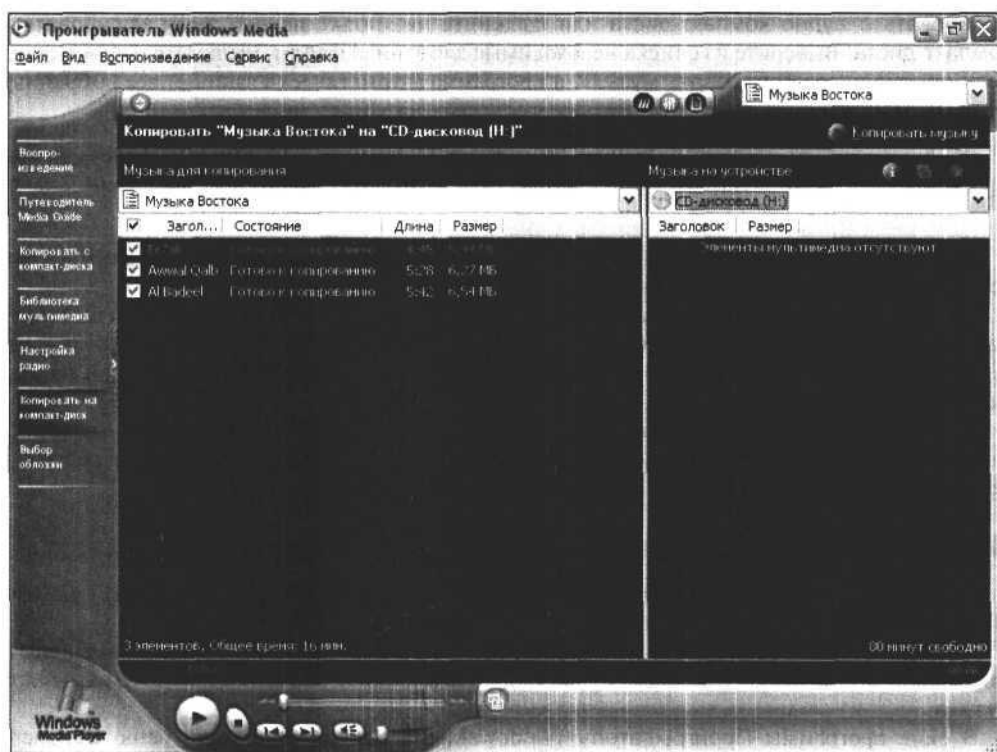 Проигрыватель Windows Media
Файл Вид Воспроизведение Сервис Справка
Музыка Востока
Копировать "Музыка Востока" на "CD-дисковод (H:)"
Копировать музыку
Музыка для копирования
Музыка на устройстве
Музыка Востока
CD-дисковод (H:)
Загол... Состояние Длина Размер
Заголовок Размер
Элементы мультимедиа отсутствуют
Awwal Qalb Готово к копированию 5:28 6,27 МБ
Al Badeel Готово к копированию 5:42 6,54 МБ
Воспро-
изведение
Путеводитель
Media Guide
Копировать с
компакт-диска
Библиотека
мультимедиа
Настройка
радио
Копировать на
компакт-диск
Выбор
обложки
3 элементов, Общее время: 16 мин.
80 минут свободно
Windows
Media Player